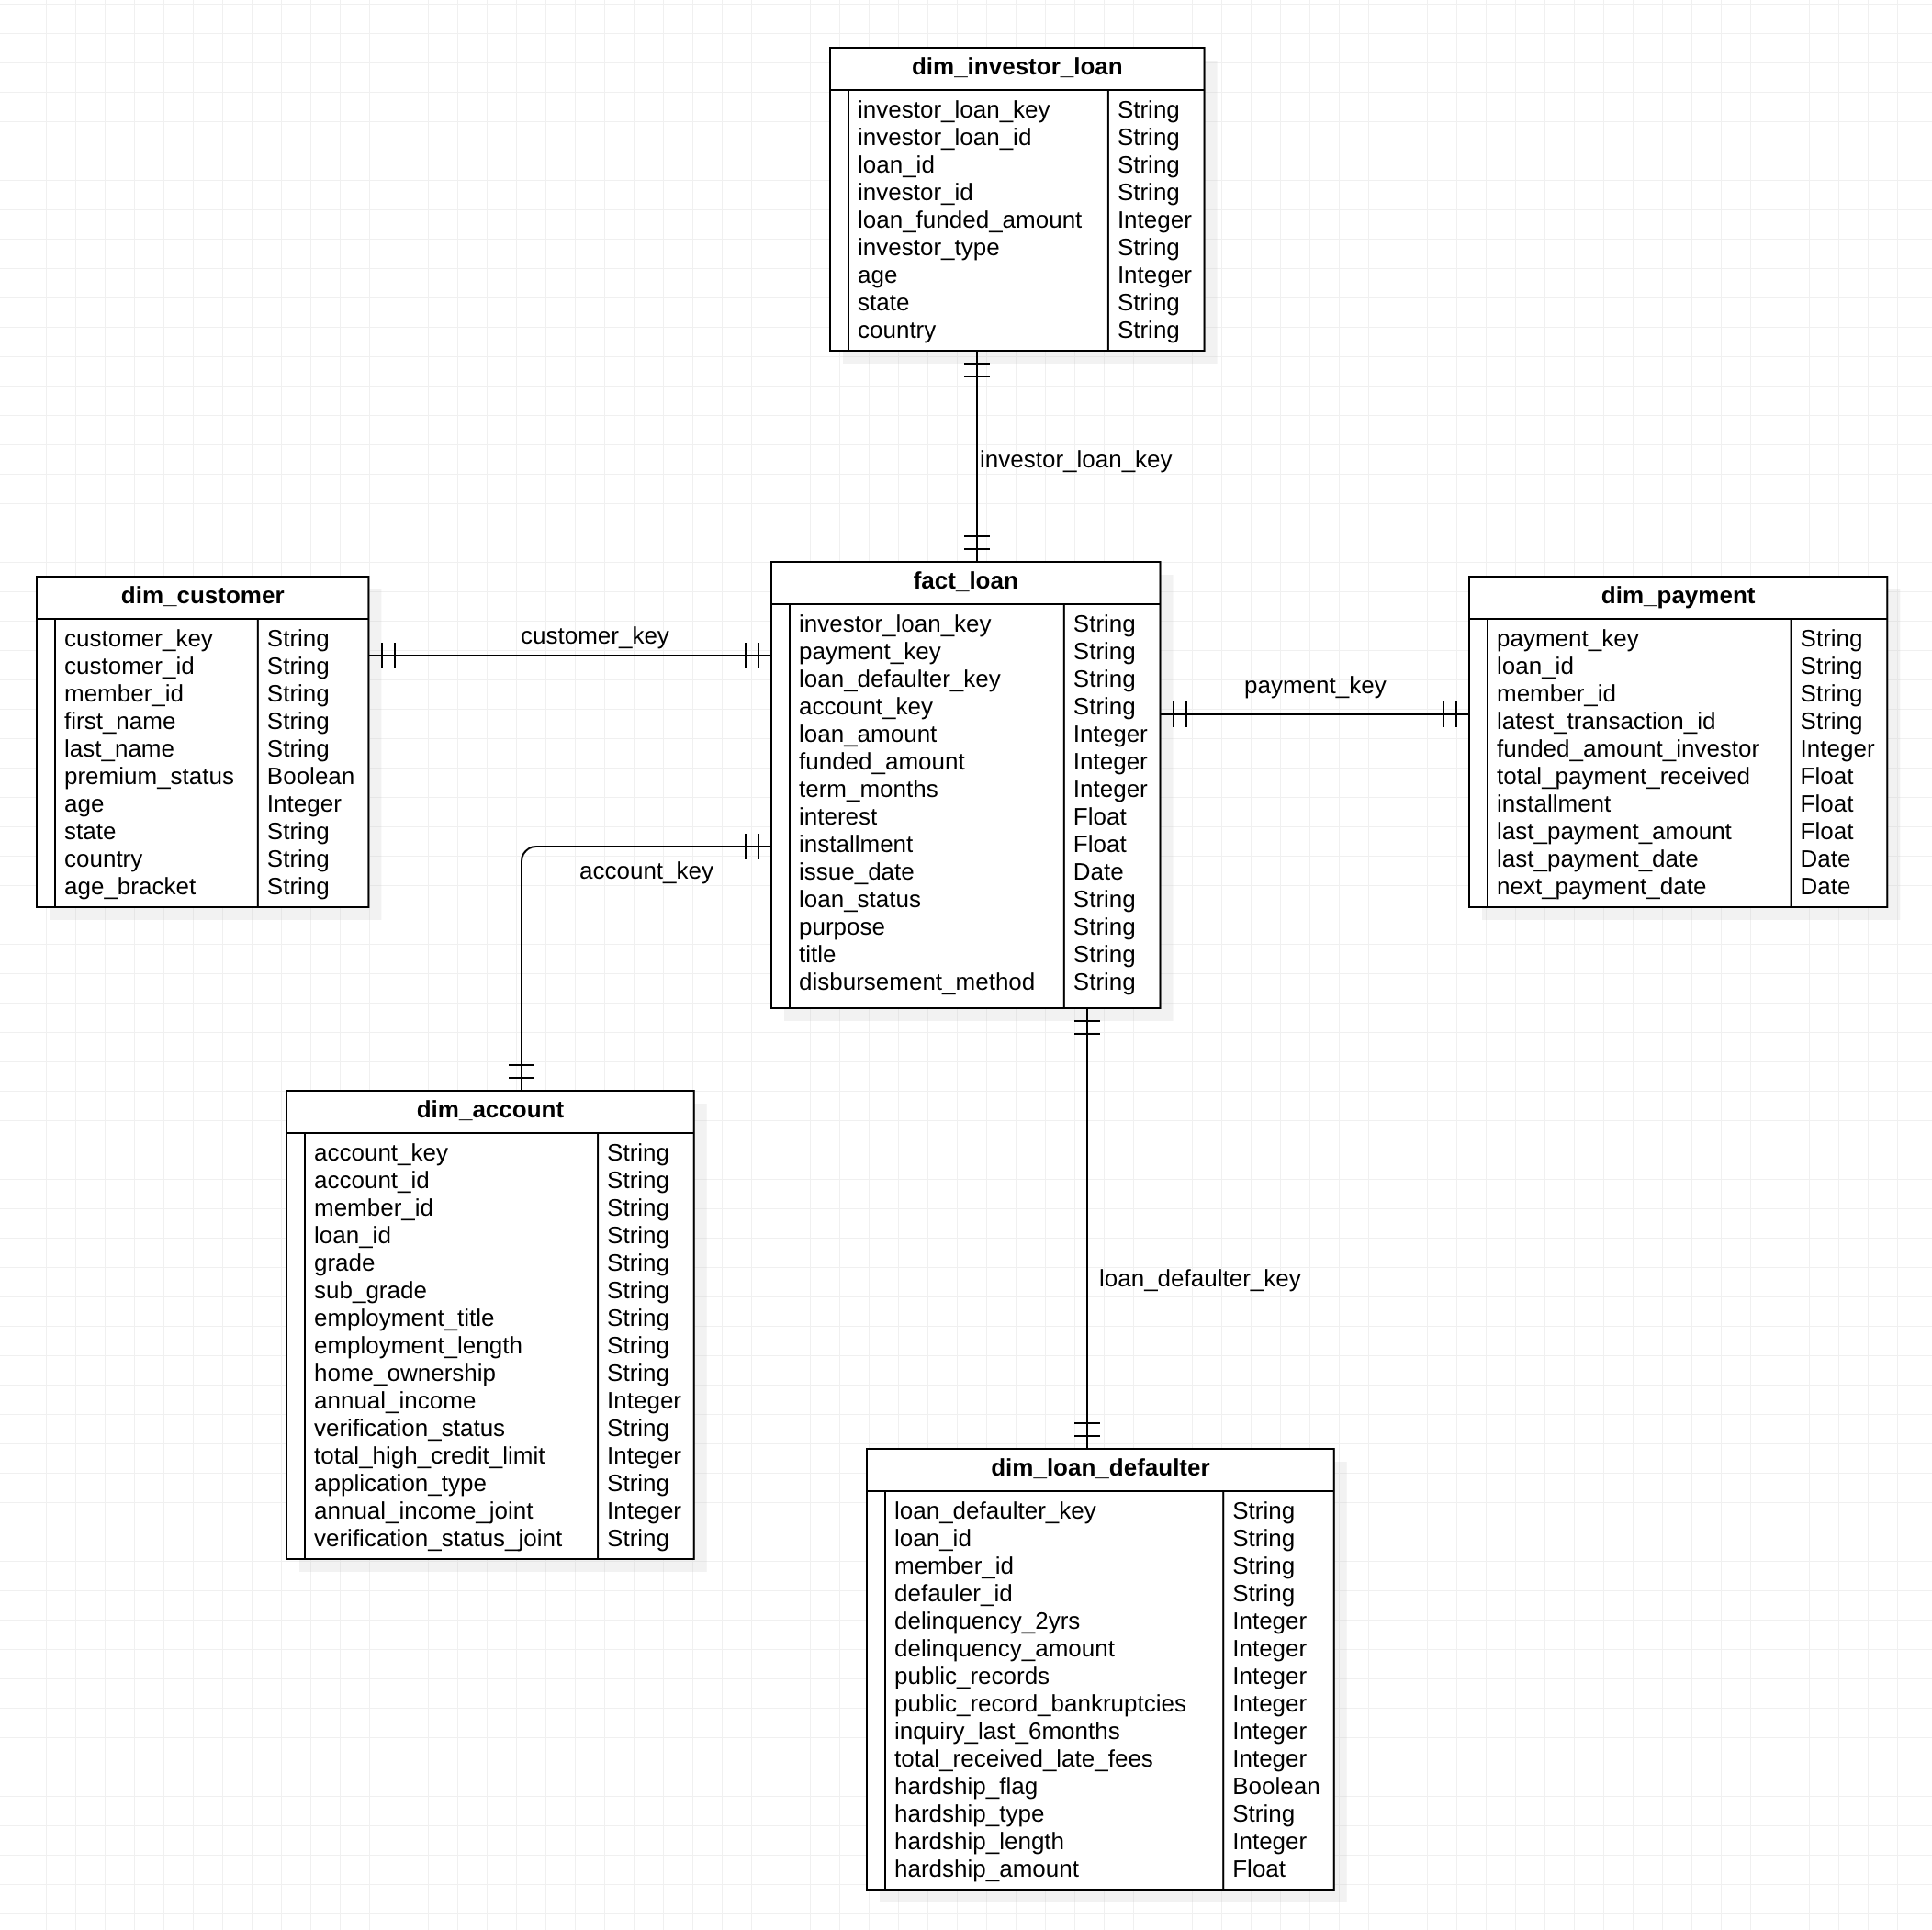 dim_investor_loan
investor_loan_key String
investor_loan_id String
loan_id String
investor_id String
loan_funded_amount Integer
investor_type String
age Integer
state String
country String
investor_loan_key
dim_customer
customer_key String
customer_id String
member_id String
first_name String
last_name String
premium_status Boolean
age Integer
state String
country String
age_bracket String
customer_key
fact_loan
investor_loan_key String
payment_key String
loan_defaulter_key String
account_key String
loan_amount Integer
funded_amount Integer
term_months Integer
interest Float
installment Float
issue_date Date
loan_status String
purpose String
title String
disbursement_method String
payment_key
dim_payment
payment_key String
loan_id String
member_id String
latest_transaction_id String
funded_amount_investor Integer
total_payment_received Float
installment Float
last_payment_amount Float
last_payment_date Date
next_payment_date Date
account_key
dim_account
account_key String
account_id String
member_id String
loan_id String
grade String
sub_grade String
employment_title String
employment_length String
home_ownership String
annual_income Integer
verification_status String
total_high_credit_limit Integer
application_type String
annual_income_joint Integer
verification_status_joint String
loan_defaulter_key
dim_loan_defaulter
loan_defaulter_key String
loan_id String
member_id String
defauler_id String
delinquency_2yrs Integer
delinquency_amount Integer
public_records Integer
public_record_bankruptcies Integer
inquiry_last_6months Integer
total_received_late_fees Integer
hardship_flag Boolean
hardship_type String
hardship_length Integer
hardship_amount Float